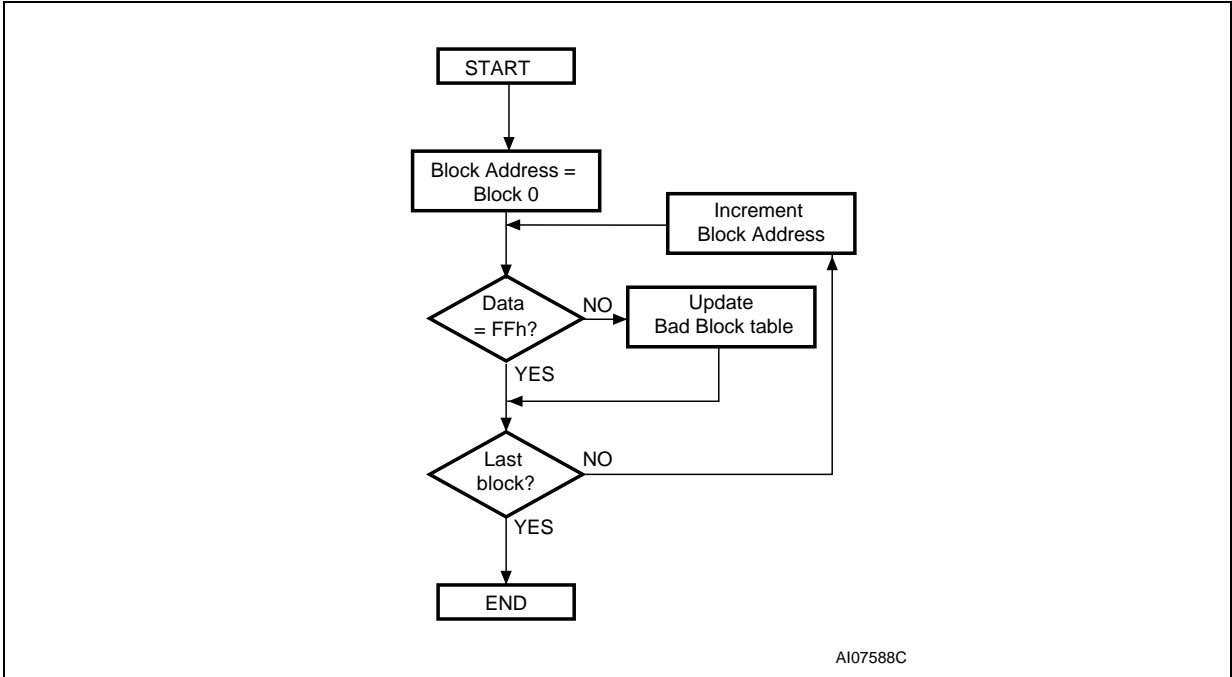 START
Block Address =
Block 0
Increment
Block Address
Data
= FFh?
NO
Update
Bad Block table
YES
Last
block?
NO
YES
END
AI07588C